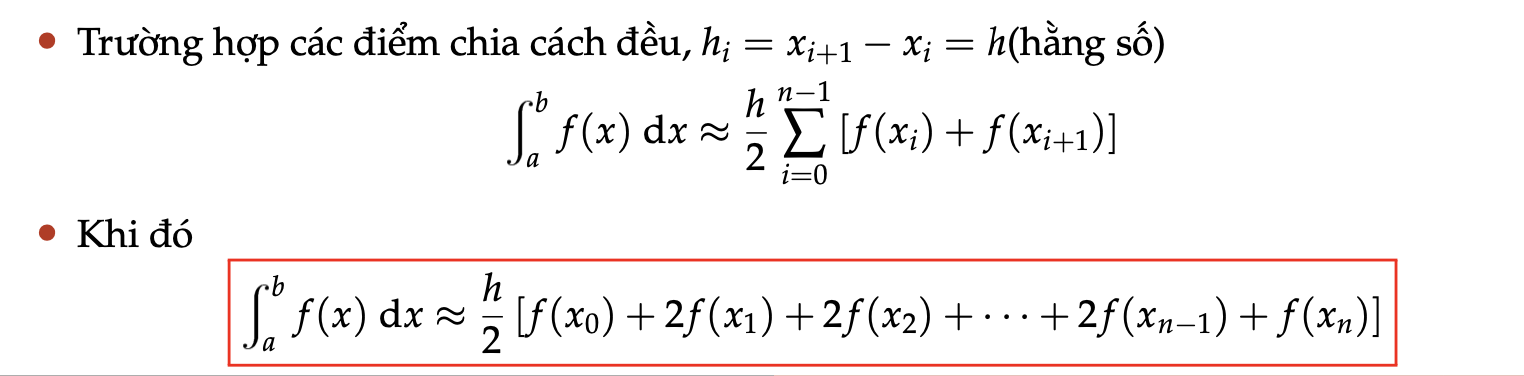 • Trường hợp các điểm chia cách đều, hᵢ = xᵢ₊₁ − xᵢ = h(hằng số)
∫ₐᵇ f(x) dx ≈ h/2 ∑ᵢ₌₀ⁿ⁻¹ [f(xᵢ) + f(xᵢ₊₁)]
• Khi đó
∫ₐᵇ f(x) dx ≈ h/2 [f(x₀) + 2f(x₁) + 2f(x₂) + · · · + 2f(xₙ₋₁) + f(xₙ)]